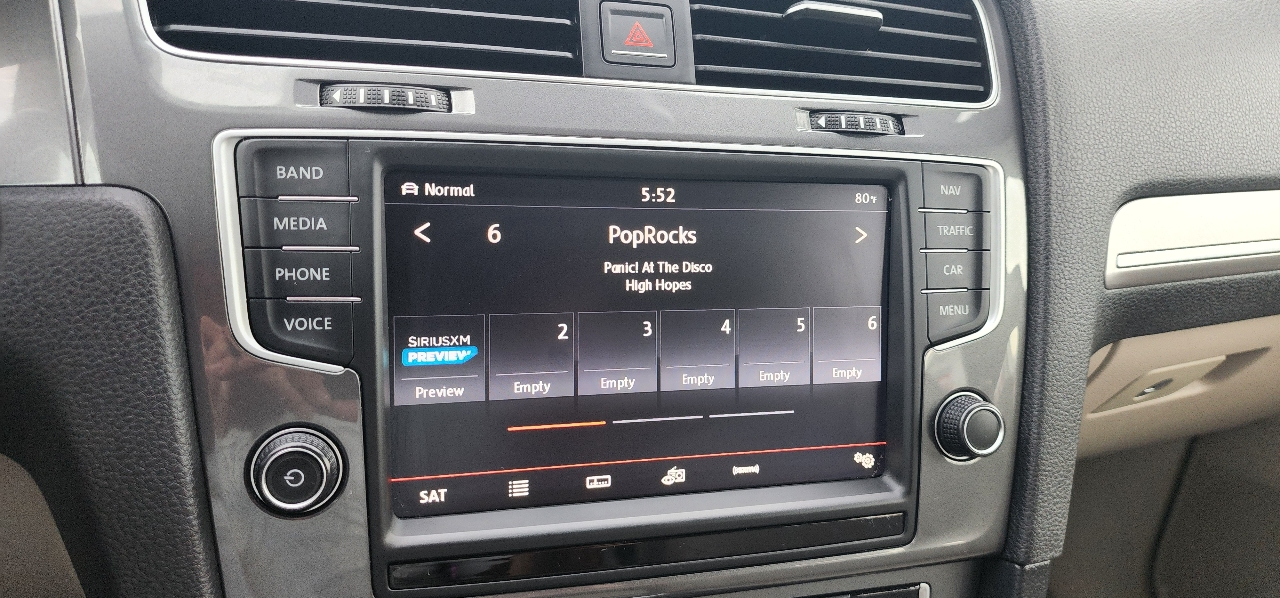 BAND
MEDIA
PHONE
VOICE
Normal
5:52
80°F
< 6 PopRocks >
Panic! At The Disco
High Hopes
SIRIUSXM
PREVIEW
Preview
2
Empty
3
Empty
4
Empty
5
Empty
6
Empty
SAT
NAV
TRAFFIC
CAR
MENU